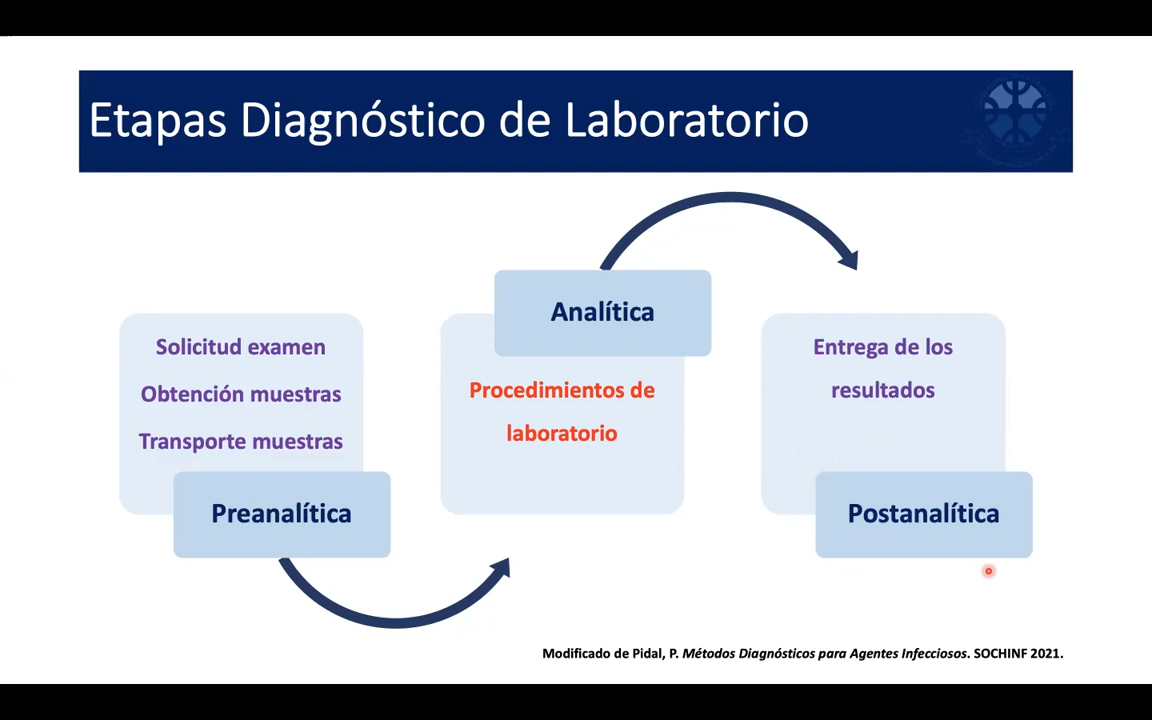 Etapas Diagnóstico de Laboratorio
Solicitud examen
Obtención muestras
Transporte muestras
Preanalítica
Analítica
Procedimientos de
laboratorio
Entrega de los
resultados
Postanalítica
Modificado de Pidal, P. Métodos Diagnósticos para Agentes Infecciosos. SOCHINF 2021.